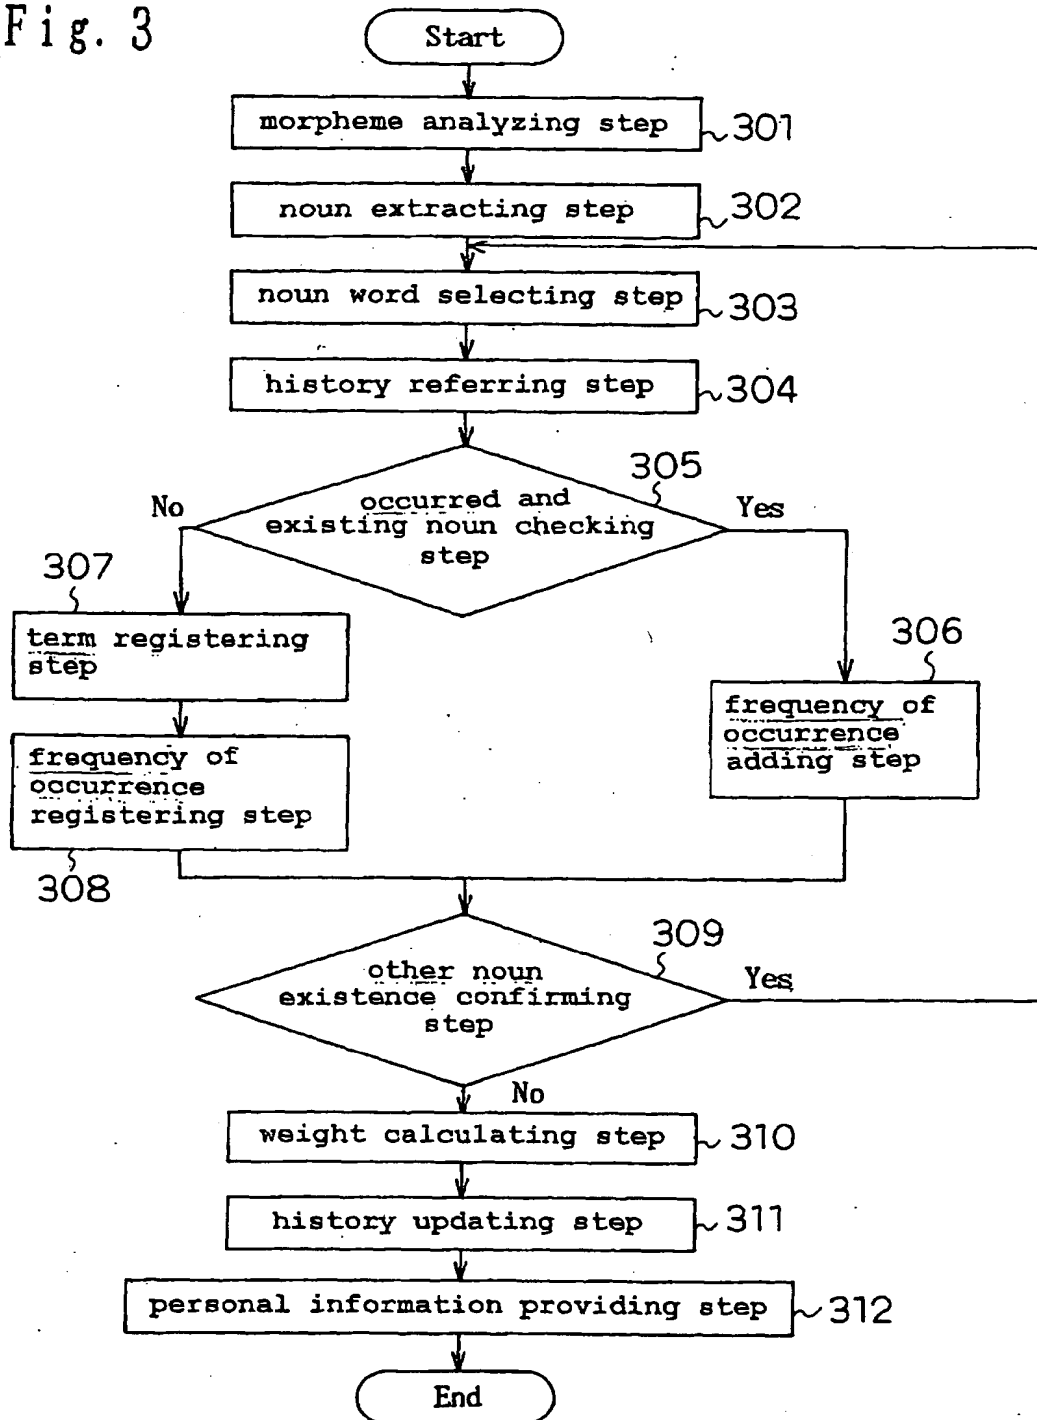 Fig. 3
Start
morpheme analyzing step
301
noun extracting step
302
noun word selecting step
303
history referring step
304
305
No
occurred and
existing noun checking
step
Yes
307
term registering
step
306
frequency of
occurrence
adding step
frequency of
occurrence
registering step
308
309
other noun
existence confirming
step
Yes
No
weight calculating step
310
history updating step
311
personal information providing step
312
End